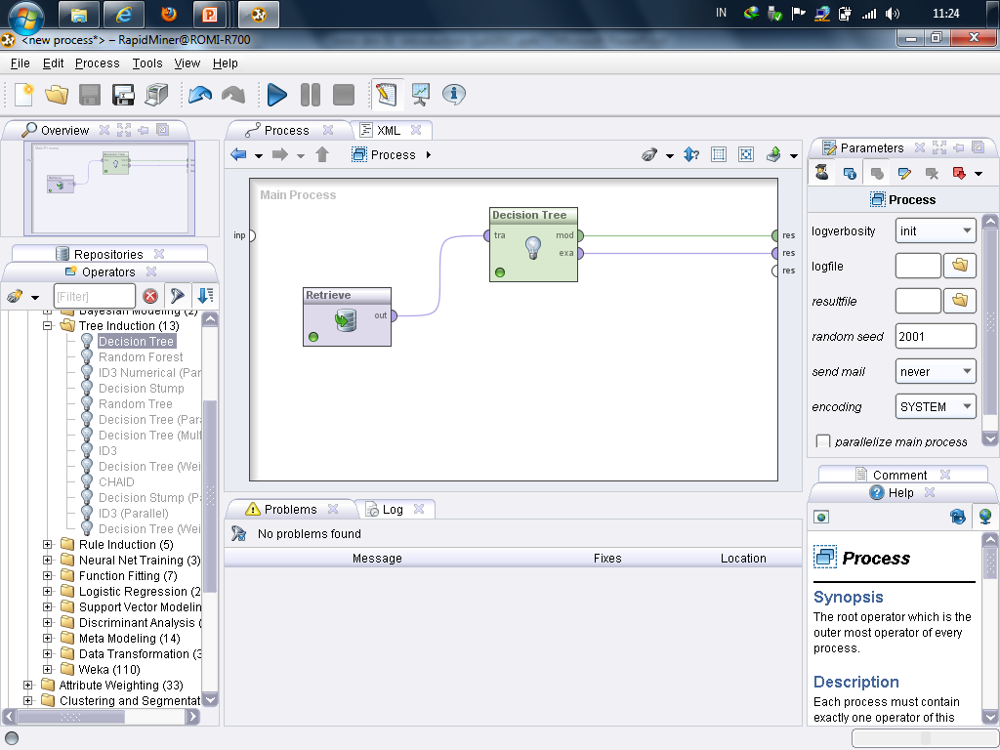 IN
11:24
<new process*> – RapidMiner@ROMI-R700
File Edit Process Tools View Help
Overview
Process
XML
Process
Parameters
Main Process
inp
Decision Tree
tra
mod
exa
res
res
res
Retrieve
out
Process
logverbosity init
logfile
resultfile
random seed 2001
send mail never
encoding SYSTEM
parallelize main process
Repositories
Operators
[Filter]
Bayesian Modeling (2)
Tree Induction (13)
Decision Tree
Random Forest
ID3 Numerical (Par
Decision Stump
Random Tree
Decision Tree (Para
Decision Tree (Mult
ID3
Decision Tree (Wei
CHAID
Decision Stump (P
ID3 (Parallel)
Decision Tree (Wei
Rule Induction (5)
Neural Net Training (3)
Function Fitting (7)
Logistic Regression (2
Support Vector Modelin
Discriminant Analysis (
Meta Modeling (14)
Data Transformation (3
Weka (110)
Attribute Weighting (33)
Clustering and Segmentat
Problems
Log
No problems found
Message Fixes Location
Comment
Help
Process
Synopsis
The root operator which is the
outer most operator of every
process.
Description
Each process must contain
exactly one operator of this